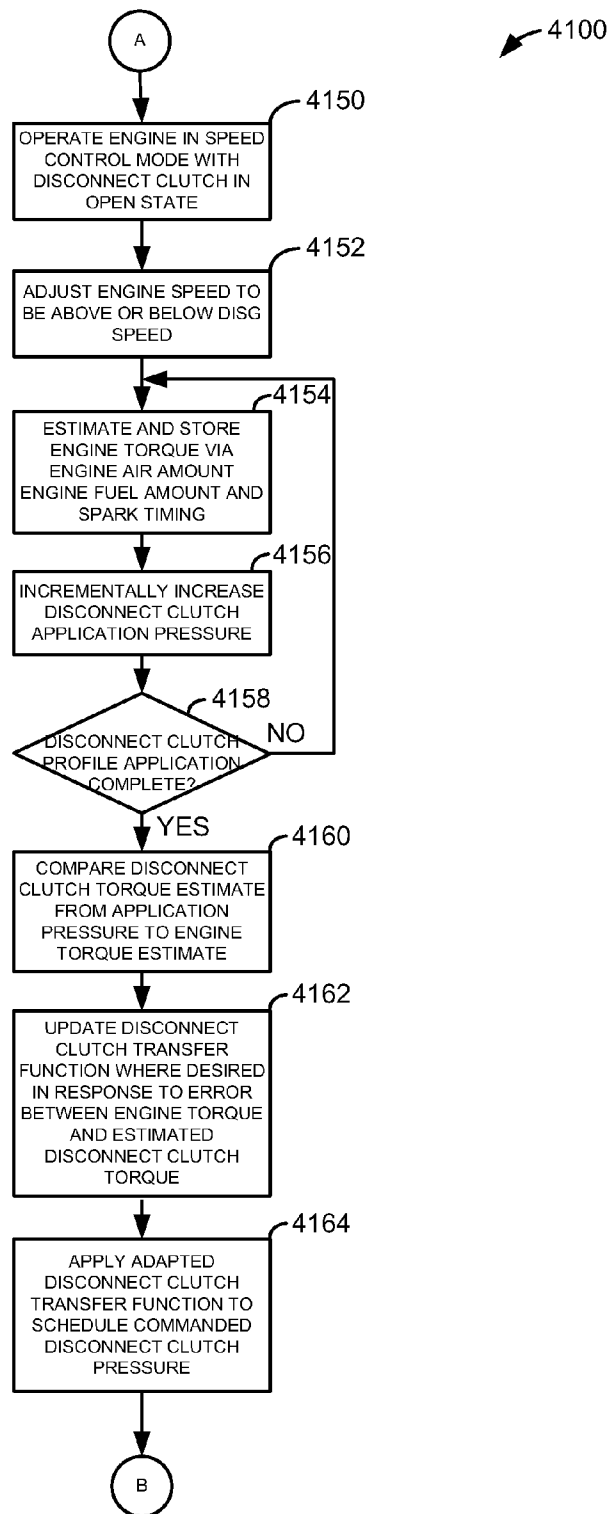 A
4100
4150
OPERATE ENGINE IN SPEED
CONTROL MODE WITH
DISCONNECT CLUTCH IN
OPEN STATE
4152
ADJUST ENGINE SPEED TO
BE ABOVE OR BELOW DISG
SPEED
4154
ESTIMATE AND STORE
ENGINE TORQUE VIA
ENGINE AIR AMOUNT
ENGINE FUEL AMOUNT AND
SPARK TIMING
4156
INCREMENTALLY INCREASE
DISCONNECT CLUTCH
APPLICATION PRESSURE
4158
DISCONNECT CLUTCH
PROFILE APPLICATION
COMPLETE?
NO
YES
4160
COMPARE DISCONNECT
CLUTCH TORQUE ESTIMATE
FROM APPLICATION
PRESSURE TO ENGINE
TORQUE ESTIMATE
4162
UPDATE DISCONNECT
CLUTCH TRANSFER
FUNCTION WHERE DESIRED
IN RESPONSE TO ERROR
BETWEEN ENGINE TORQUE
AND ESTIMATED
DISCONNECT CLUTCH
TORQUE
4164
APPLY ADAPTED
DISCONNECT CLUTCH
TRANSFER FUNCTION TO
SCHEDULE COMMANDED
DISCONNECT CLUTCH
PRESSURE
B